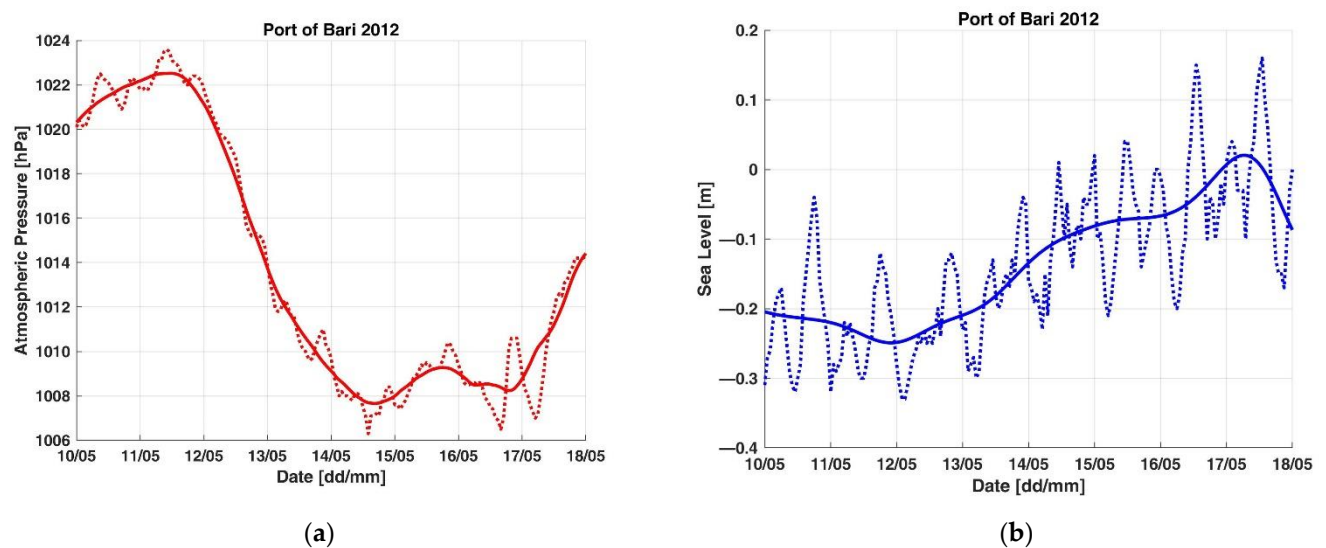 Port of Bari 2012
Atmospheric Pressure [hPa]
1024
1022
1020
1018
1016
1014
1012
1010
1008
1006
10/05 11/05 12/05 13/05 14/05 15/05 16/05 17/05 18/05
Date [dd/mm]
(a)
Port of Bari 2012
Sea Level [m]
0.2
0.1
0
—0.1
—0.2
—0.3
—0.4
10/05 11/05 12/05 13/05 14/05 15/05 16/05 17/05 18/05
Date [dd/mm]
(b)